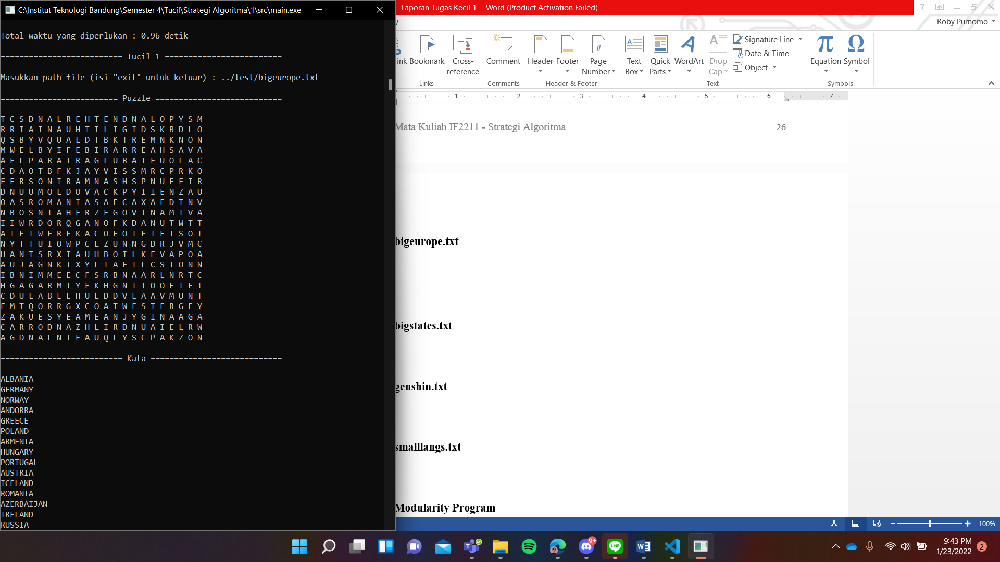 C:\Institut Teknologi Bandung\Semester 4\Tucil\Strategi Algoritma\1\src\main.exe
Total waktu yang diperlukan : 0.96 detik
========================== Tucil 1 =========================
Masukkan path file (isi "exit" untuk keluar) : ../test/bigeurope.txt
========================= Puzzle ===========================
T C S D N A L R E H T E N D N A L O P Y S M
R R I A I N A U H T I L I G I D S K B D L O
Q S B Y V Q U A L D T B K T R E M N K N O N
M W E L B Y I F E B I R A R R E A H S A V A
A E L P A R A I R A G L U B A T E U O L A C
C D A O T B F K J A Y V I S S M R C P R K O
E E R S O N I R A M N A S H S P N U E E I R
D N U U M O L D O V A C K P Y I I E N Z A U
O A S R O M A N I A S A E C A X A E D T N V
N B O S N I A H E R Z E G O V I N A M I V A
I I W R D O R Q G A N O F K D A N U T W T T
A T E T W E R E K A C O E O I E I E I S O I
N Y T T U I O W P C L Z U N N G D R J V M C
H A N T S R X I A U H B O I L K E V A P O A
A U J A G N K I X Y L T A E I L C S I O N N
I B N I M M E E C F S R B N A A R L N R T C
H G A G A R M T Y E K H G N I T O O E T E I
C D U L A B E E H U L D D V E A A V M U N T
E M T Q O R R G X C O A T W F S T E R G E Y
Z A K U E S Y E A M E A N J Y G I N A A G A
C A R R O D N A Z H L I R D N U A I E L R W
A G D N A L N I F A U Q L Y S C P A K Z O N
========================== Kata ============================
ALBANIA
GERMANY
NORWAY
ANDORRA
GREECE
POLAND
ARMENIA
HUNGARY
PORTUGAL
AUSTRIA
ICELAND
ROMANIA
AZERBAIJAN
IRELAND
RUSSIA
Laporan Tugas Kecil 1 - Word (Product Activation Failed)
Roby Purnomo
Bookmark
Cross-reference
Links
Comment
Comments
Header
Footer
Page Number
Header & Footer
Text Box
Quick Parts
WordArt
Drop Cap
Signature Line
Date & Time
Object
Text
Equation
Symbol
Symbols
1 2 3 4 5 6 7
Mata Kuliah IF2211 - Strategi Algoritma 26
bigeurope.txt
bigstates.txt
genshin.txt
smalllangs.txt
Modularity Program
100%
9+
9:43 PM
1/23/2022
2